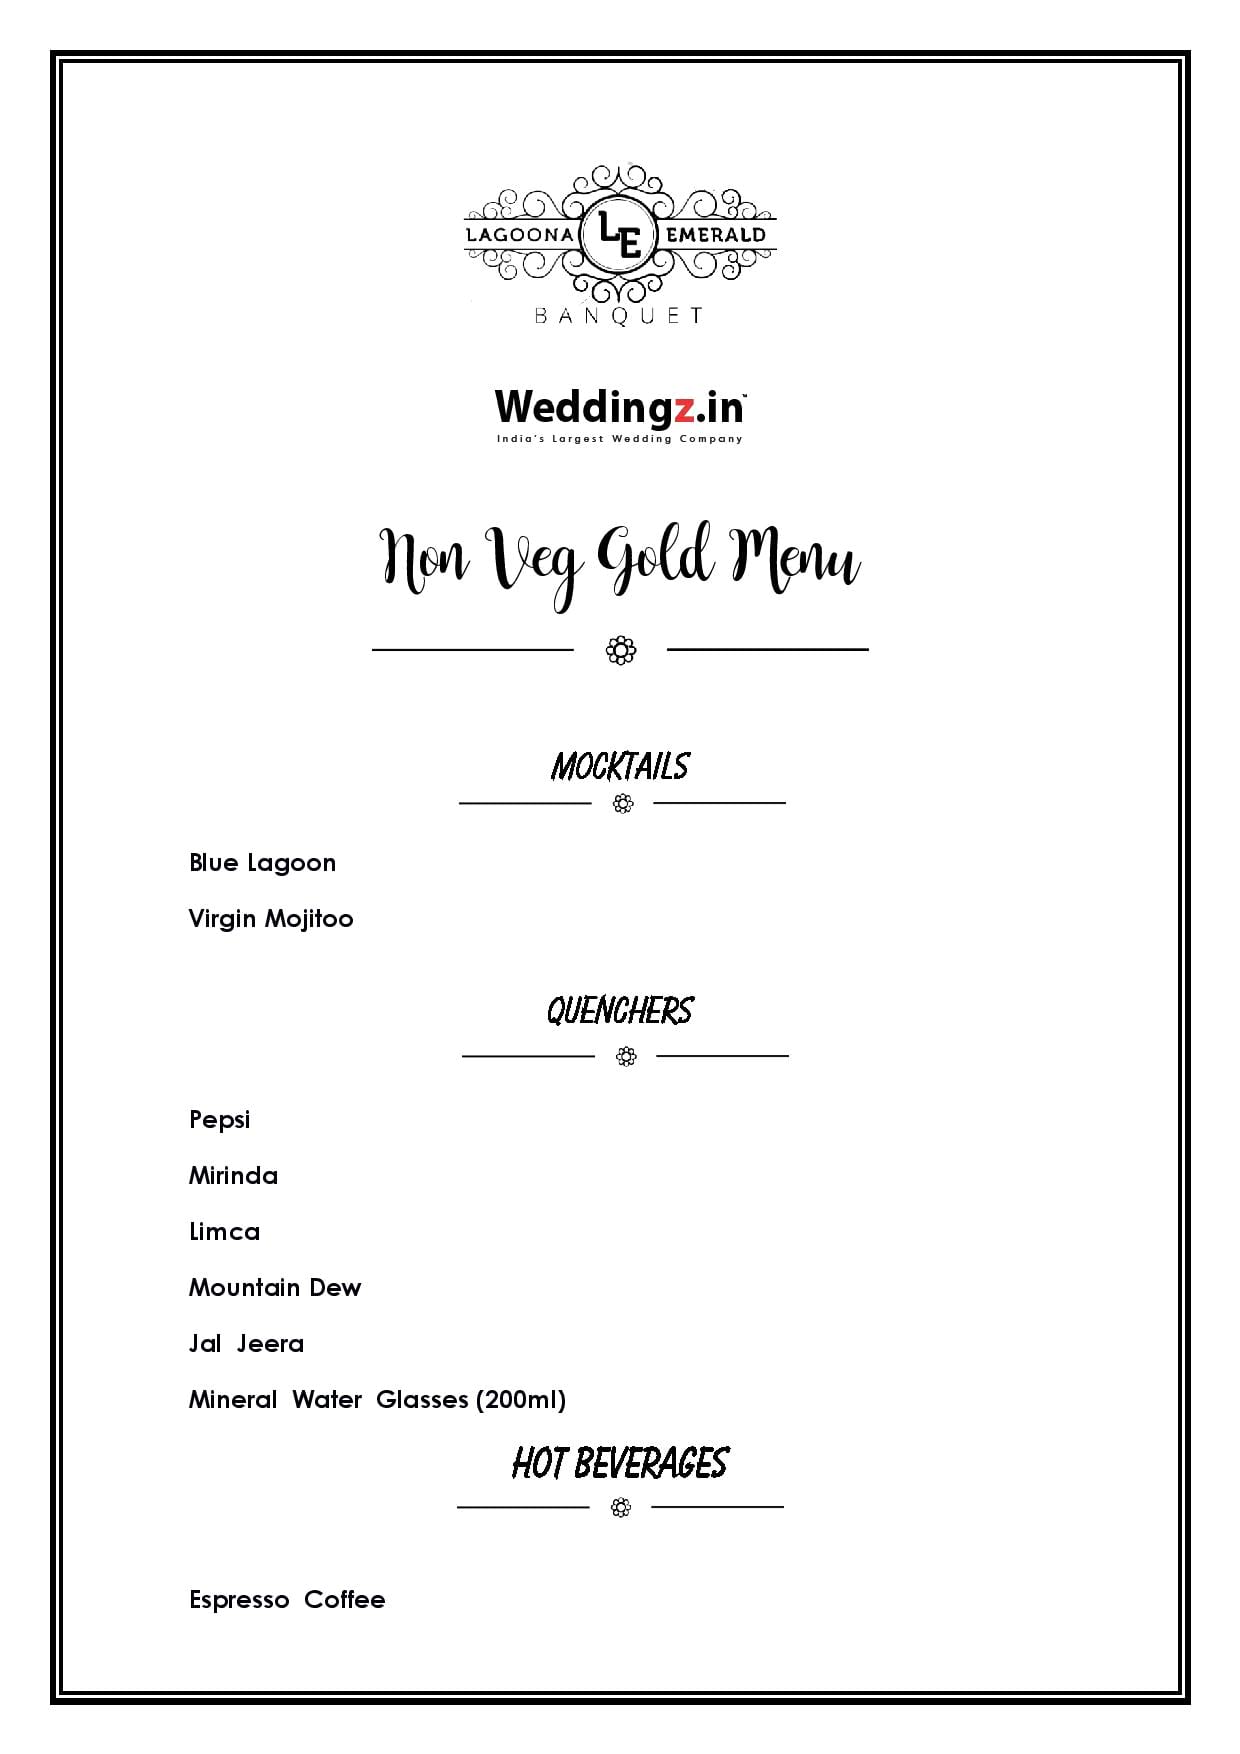 LAGOONA LE EMERALD
BANQUET
Weddingz.in™
India's Largest Wedding Company
Non Veg Gold Menu
MOCKTAILS
Blue Lagoon
Virgin Mojitoo
QUENCHERS
Pepsi
Mirinda
Limca
Mountain Dew
Jal Jeera
Mineral Water Glasses (200ml)
HOT BEVERAGES
Espresso Coffee